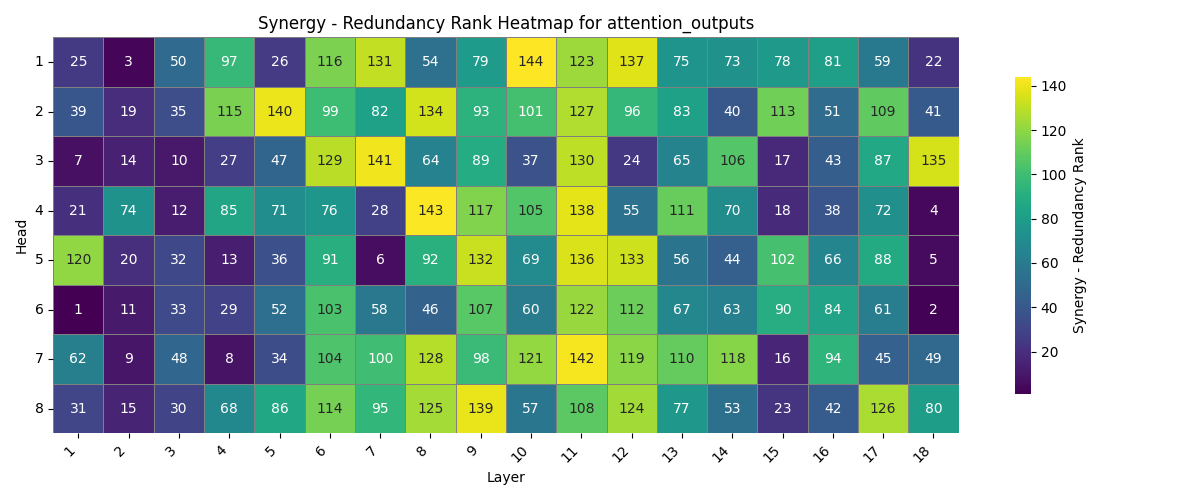 Synergy - Redundancy Rank Heatmap for attention_outputs
Head
1 25 3 50 97 26 116 131 54 79 144 123 137 75 73 78 81 59 22
2 39 19 35 115 140 99 82 134 93 101 127 96 83 40 113 51 109 41
3 7 14 10 27 47 129 141 64 89 37 130 24 65 106 17 43 87 135
4 21 74 12 85 71 76 28 143 117 105 138 55 111 70 18 38 72 4
5 120 20 32 13 36 91 6 92 132 69 136 133 56 44 102 66 88 5
6 1 11 33 29 52 103 58 46 107 60 122 112 67 63 90 84 61 2
7 62 9 48 8 34 104 100 128 98 121 142 119 110 118 16 94 45 49
8 31 15 30 68 86 114 95 125 139 57 108 124 77 53 23 42 126 80
1 2 3 4 5 6 7 8 9 10 11 12 13 14 15 16 17 18
Layer
140
120
100
80
60
40
20
Synergy - Redundancy Rank